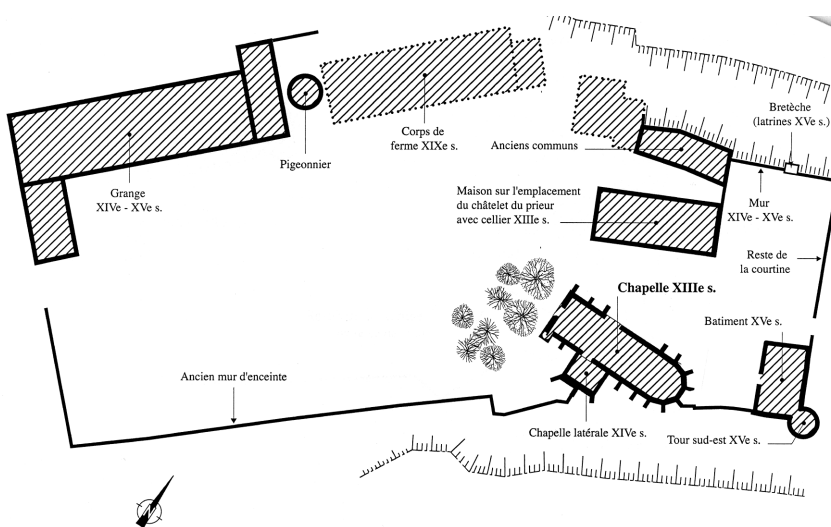 Bretèche
(latrines XVe s.)
Corps de
ferme XIXe s.
Anciens communs
Pigeonnier
Grange
XIVe - XVe s.
Maison sur l'emplacement
du châtelet du prieur
avec cellier XIIIe s.
Mur
XIVe - XVe s.
Reste de
la courtine
Chapelle XIIIe s.
Batiment XVe s.
Ancien mur d'enceinte
Chapelle latérale XIVe s.
Tour sud-est XVe s.